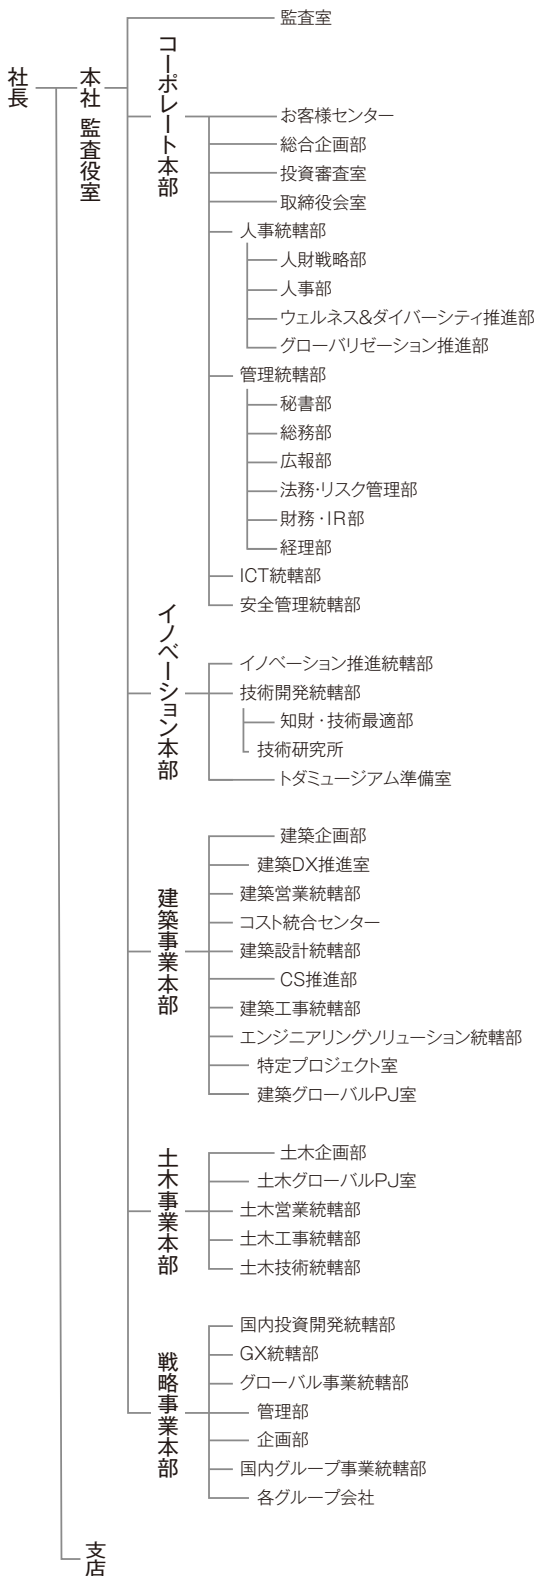 社長
本社 監査役室
監査室
コーポレート本部
お客様センター
総合企画部
投資審査室
取締役会室
人事統轄部
人財戦略部
人事部
ウェルネス&ダイバーシティ推進部
グローバリゼーション推進部
管理統轄部
秘書部
総務部
広報部
法務・リスク管理部
財務・IR部
経理部
ICT統轄部
安全管理統轄部
イノベーション本部
イノベーション推進統轄部
技術開発統轄部
知財・技術最適部
技術研究所
トダミュージアム準備室
建築事業本部
建築企画部
建築DX推進室
建築営業統轄部
コスト統合センター
建築設計統轄部
CS推進部
建築工事統轄部
エンジニアリングソリューション統轄部
特定プロジェクト室
建築グローバルPJ室
土木事業本部
土木企画部
土木グローバルPJ室
土木営業統轄部
土木工事統轄部
土木技術統轄部
戦略事業本部
国内投資開発統轄部
GX統轄部
グローバル事業統轄部
管理部
企画部
国内グループ事業統轄部
各グループ会社
支店